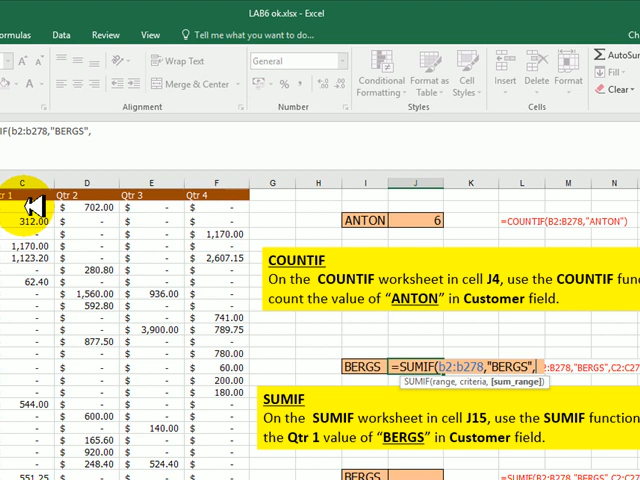 LAB6 ok.xlsx - Excel
ormulas Data Review View Tell me what you want to do...
Wrap Text General Conditional Formatting Format as Table Cell Styles Insert Delete Format AutoSum
Merge & Center Fill
Clear
Alignment Number Styles Cells
IF(b2:b278,"BERGS",
C D E F G H I J K L M N
tr 1 Qtr 2 Qtr 3 Qtr 4
- $ 702.00 $ - $ -
312.00 $ - $ - $ - ANTON 6 =COUNTIF(B2:B278,"ANTON")
- $ - $ - $ 1,170.00
1,170.00 $ - $ - $ -
1,123.20 $ - $ - $ 2,607.15
- $ 280.80 $ - $ -
62.40 $ - $ - $ -
- $ 1,560.00 $ 936.00 $ -
- $ 592.80 $ - $ -
- $ - $ - $ 741.00
- $ - $ 3,900.00 $ 789.75
- $ 877.50 $ - $ -
- $ - $ - $ 780.00
- $ - $ - $ 60.00
- $ - $ - $ 200.00
- $ - $ - $ 180.00
544.00 $ - $ - $ -
- $ 600.00 $ - $ -
- $ - $ 140.00 $ -
- $ 165.60 $ - $ -
- $ 920.00 $ - $ -
- $ 248.40 $ 524.40 $ -
551.25 $ - $ - $ -
COUNTIF
On the COUNTIF worksheet in cell J4, use the COUNTIF func
count the value of “ANTON” in Customer field.
BERGS =SUMIF(b2:b278,"BERGS", 2:B278,"BERGS",C2:C27
SUMIF(range, criteria, [sum_range])
SUMIF
On the SUMIF worksheet in cell J15, use the SUMIF function
the Qtr 1 value of “BERGS” in Customer field.
BERGS =SUMIF(B2:B278,"BERGS",C2